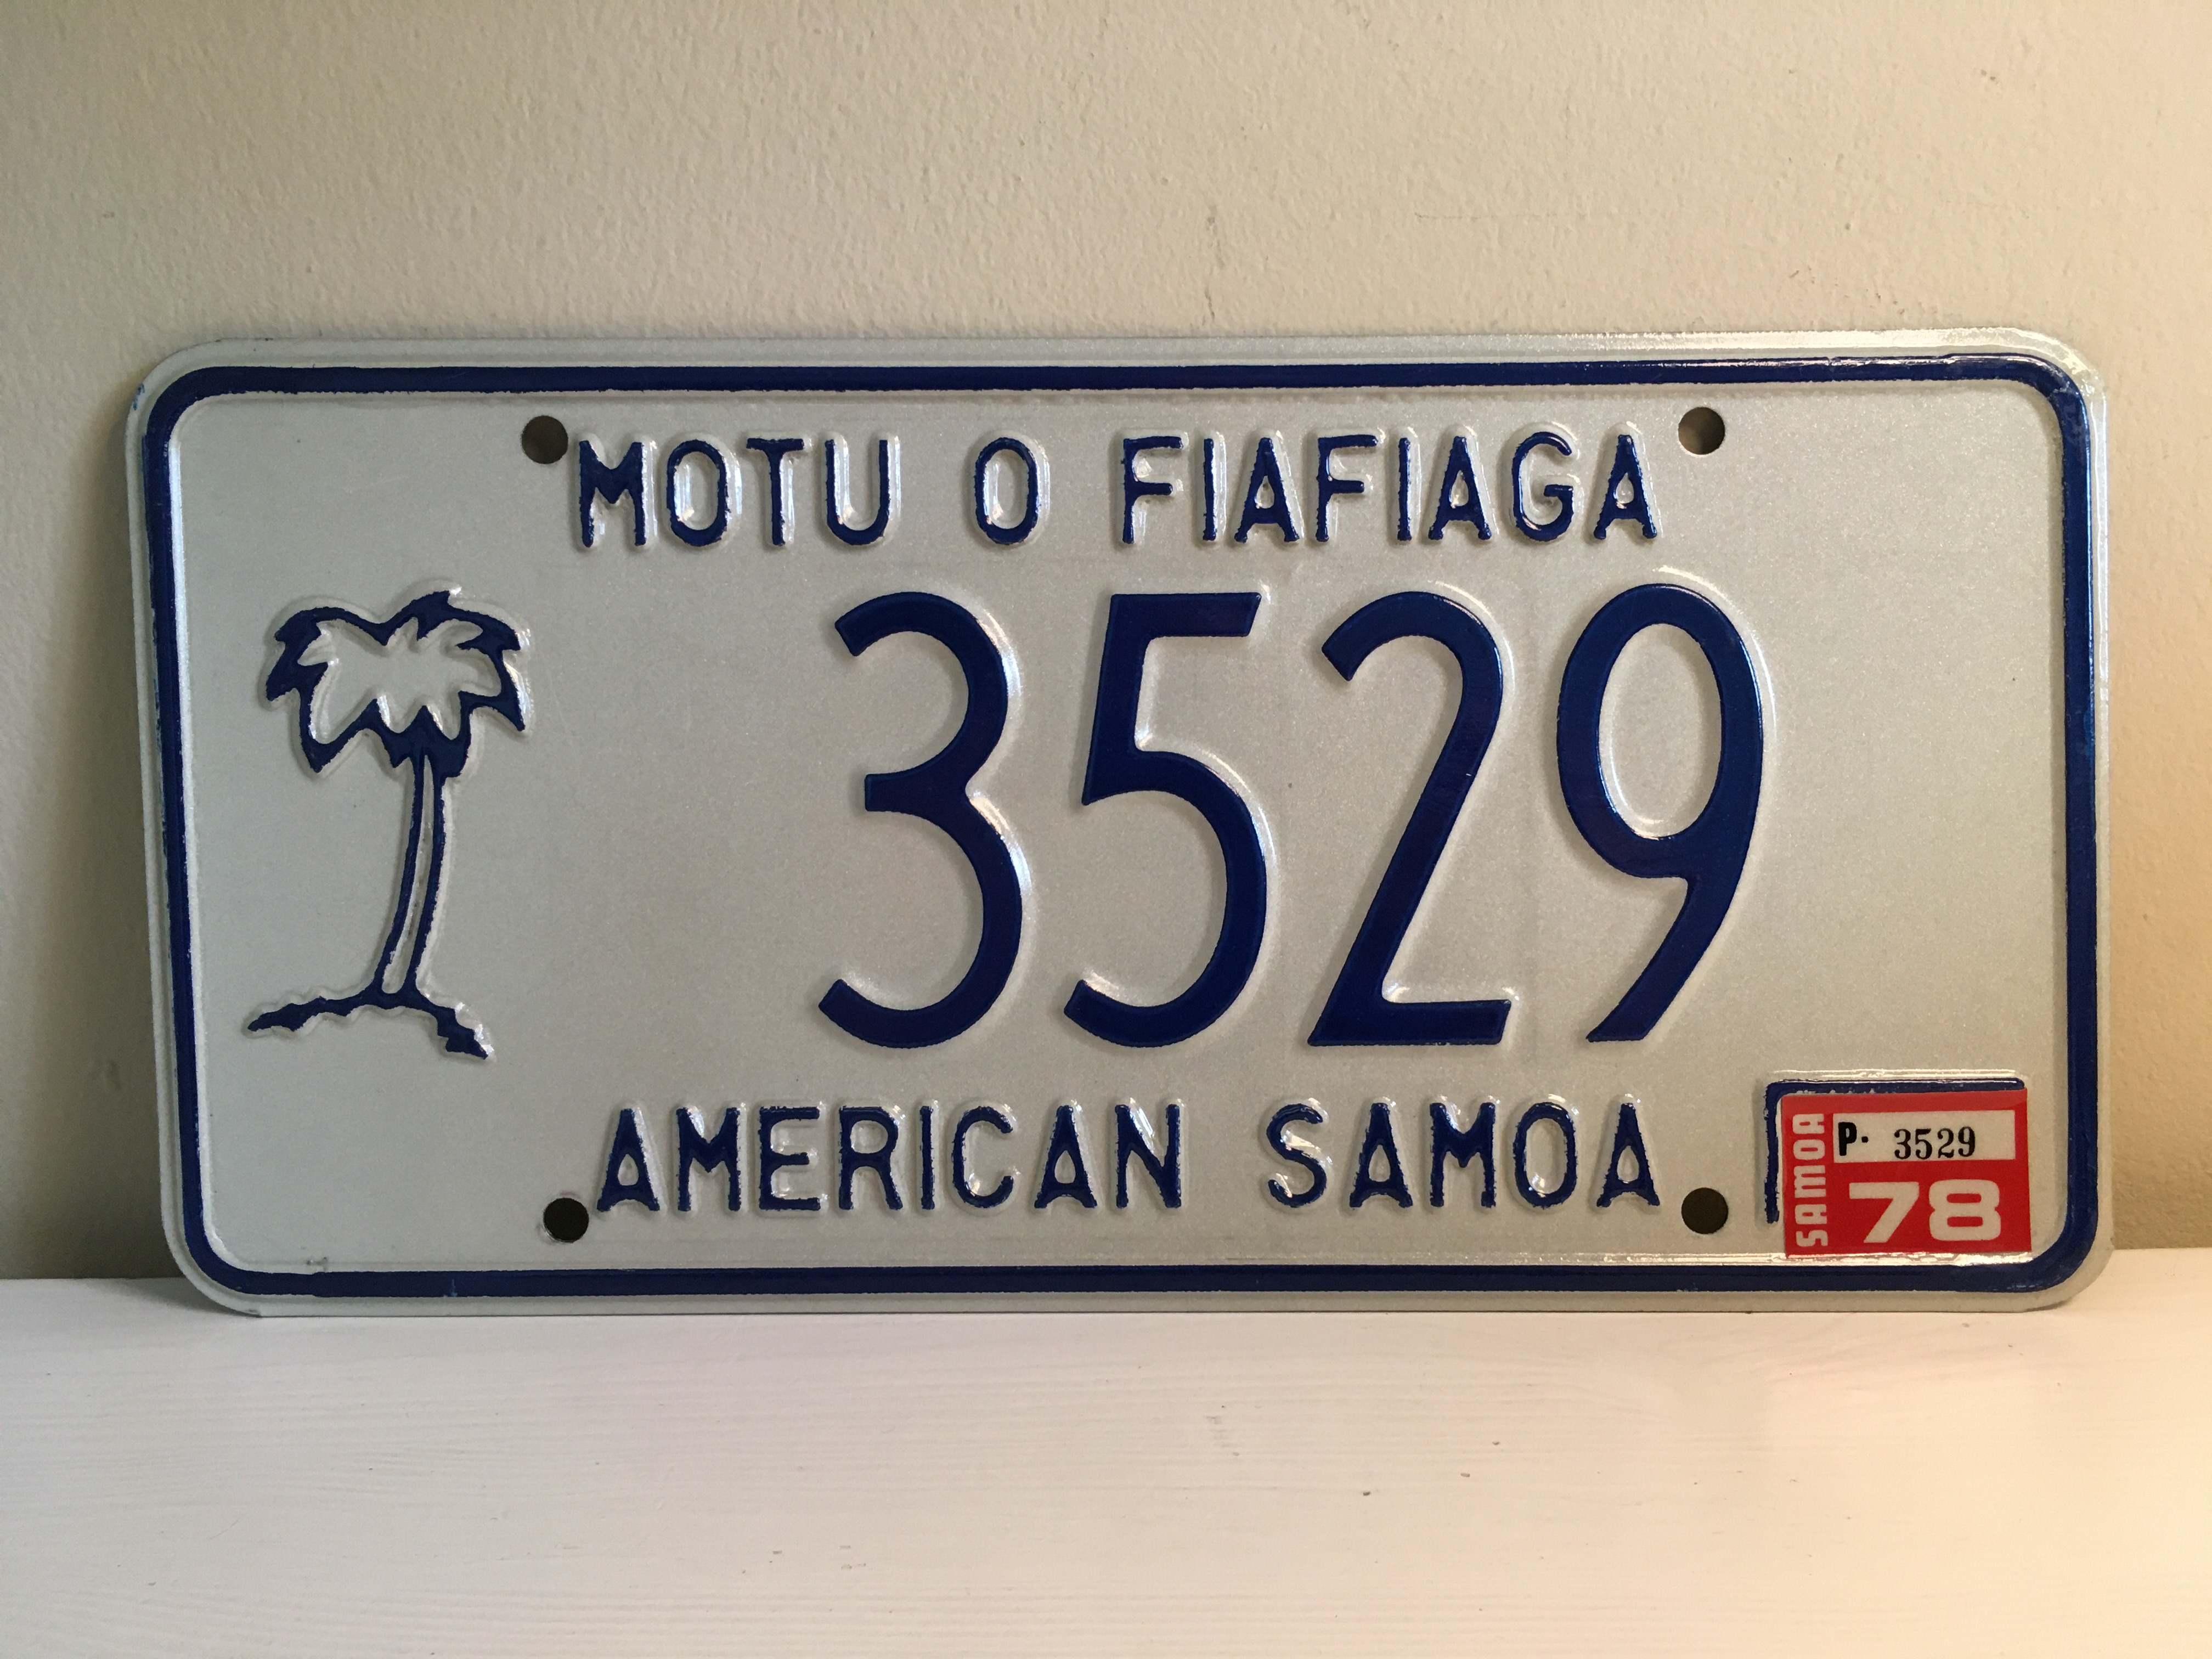 MOTU O FIAFIAGA
3529
AMERICAN SAMOA
SAMOA
P. 3529
78